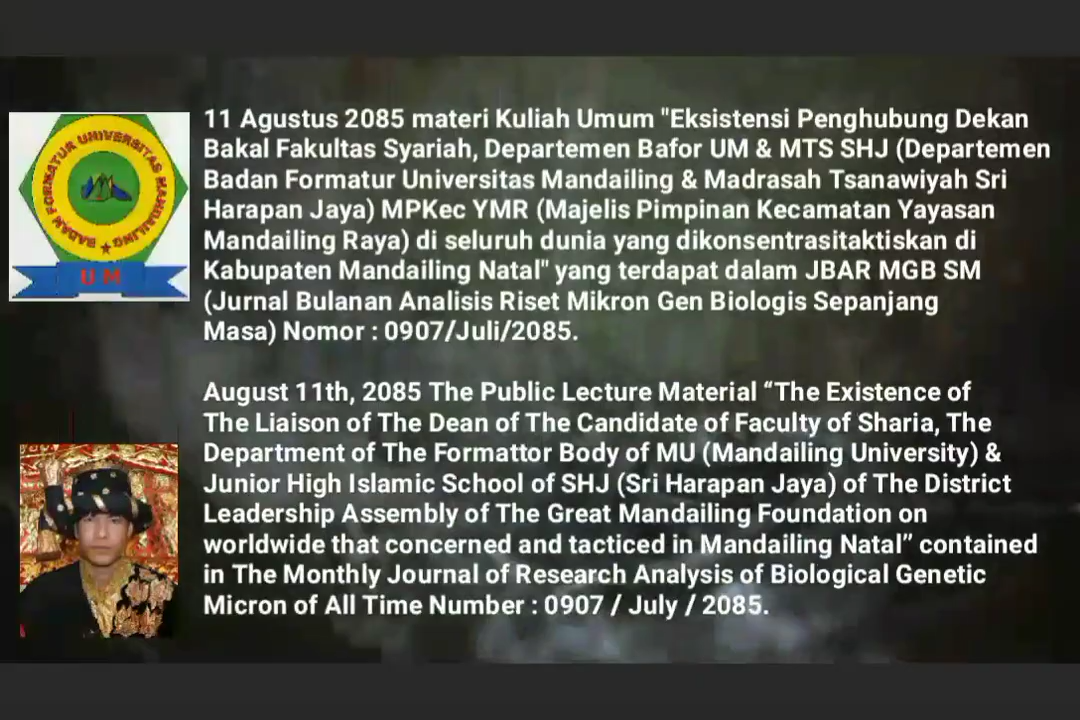 BADAN FORMATUR UNIVERSITAS MANDAILING
U M
11 Agustus 2085 materi Kuliah Umum "Eksistensi Penghubung Dekan
Bakal Fakultas Syariah, Departemen Bafor UM & MTS SHJ (Departemen
Badan Formatur Universitas Mandailing & Madrasah Tsanawiyah Sri
Harapan Jaya) MPKec YMR (Majelis Pimpinan Kecamatan Yayasan
Mandailing Raya) di seluruh dunia yang dikonsentrasitaktiskan di
Kabupaten Mandailing Natal" yang terdapat dalam JBAR MGB SM
(Jurnal Bulanan Analisis Riset Mikron Gen Biologis Sepanjang
Masa) Nomor : 0907/Juli/2085.
August 11th, 2085 The Public Lecture Material “The Existence of
The Liaison of The Dean of The Candidate of Faculty of Sharia, The
Department of The Formattor Body of MU (Mandailing University) &
Junior High Islamic School of SHJ (Sri Harapan Jaya) of The District
Leadership Assembly of The Great Mandailing Foundation on
worldwide that concerned and tacticed in Mandailing Natal” contained
in The Monthly Journal of Research Analysis of Biological Genetic
Micron of All Time Number : 0907 / July / 2085.